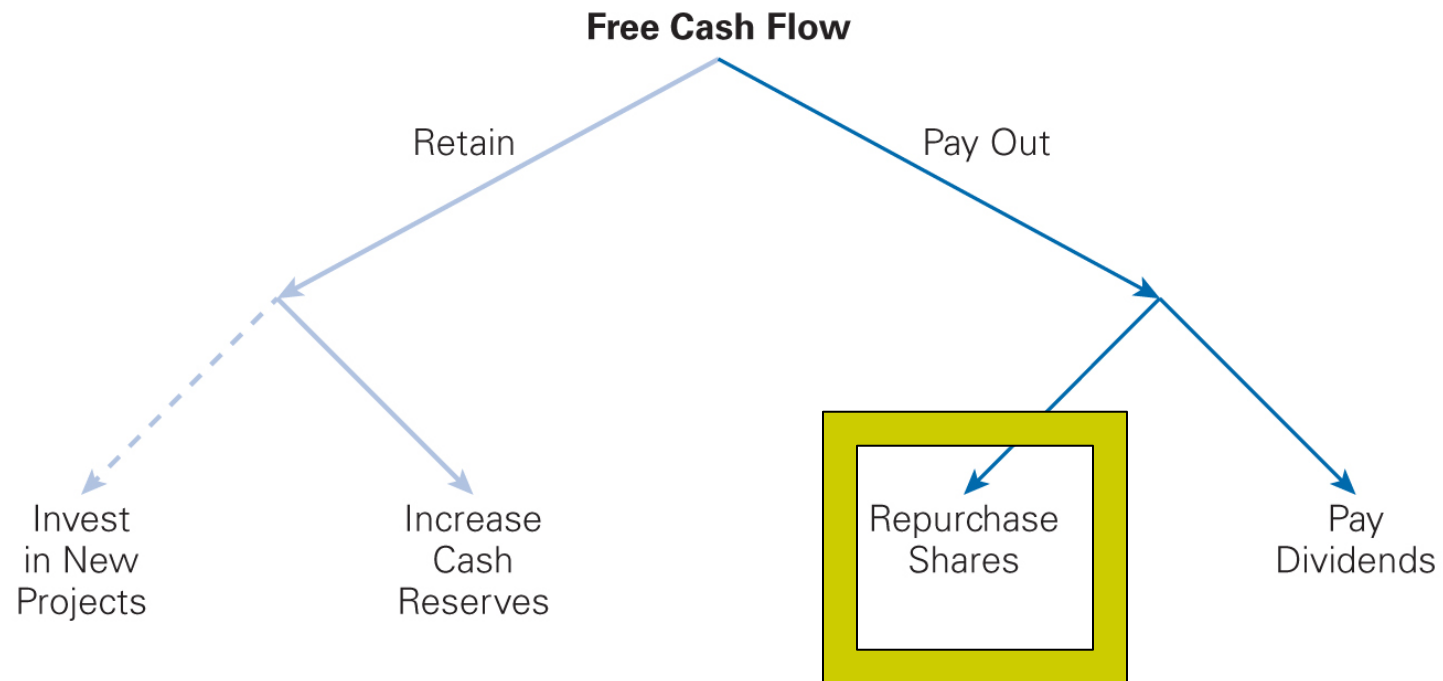 Free Cash Flow
Retain
Pay Out
Invest
in New
Projects
Increase
Cash
Reserves
Repurchase
Shares
Pay
Dividends